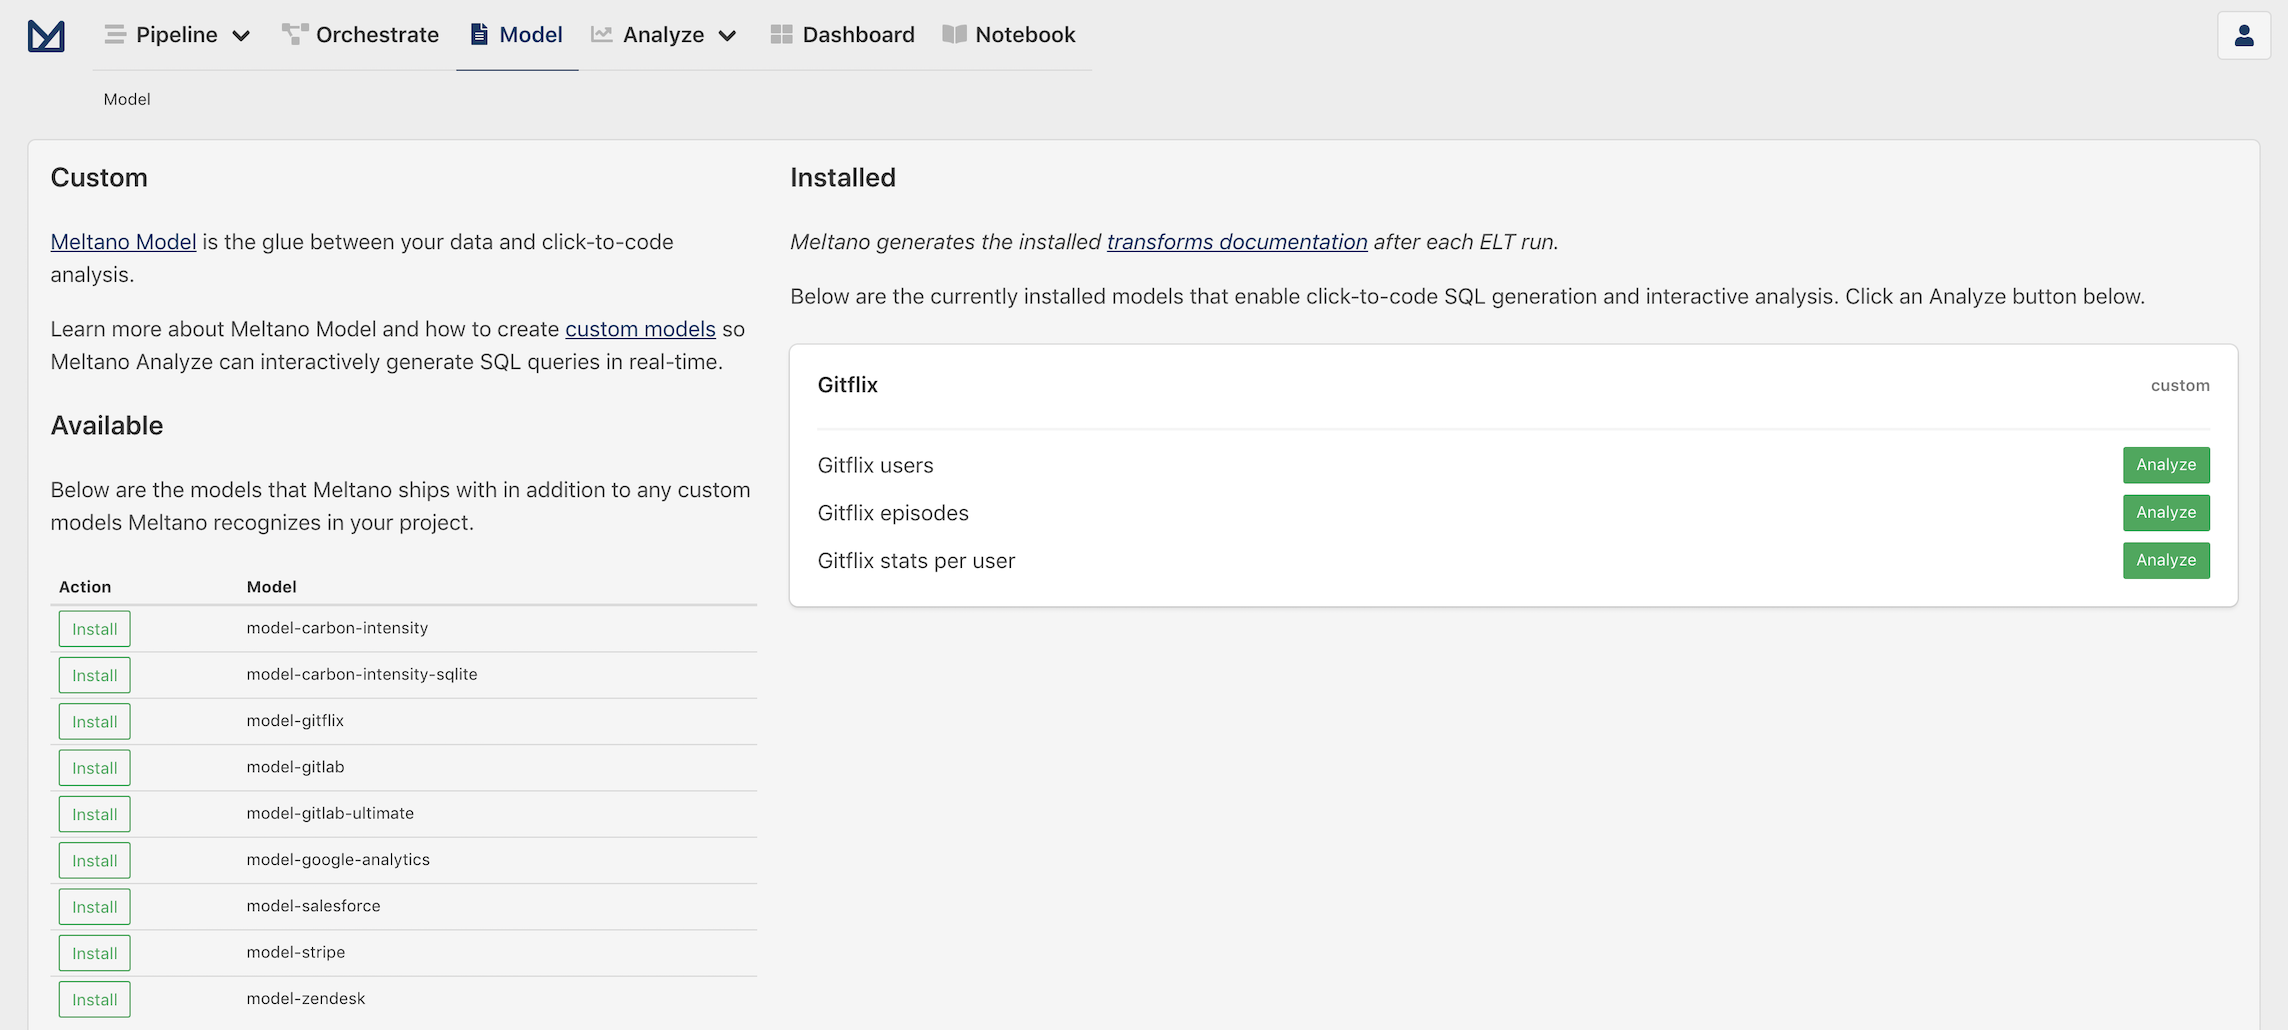 Pipeline Orchestrate Model Analyze Dashboard Notebook
Model
Custom
Meltano Model is the glue between your data and click-to-code
analysis.
Learn more about Meltano Model and how to create custom models so
Meltano Analyze can interactively generate SQL queries in real-time.
Available
Below are the models that Meltano ships with in addition to any custom
models Meltano recognizes in your project.
Action Model
Install model-carbon-intensity
Install model-carbon-intensity-sqlite
Install model-gitflix
Install model-gitlab
Install model-gitlab-ultimate
Install model-google-analytics
Install model-salesforce
Install model-stripe
Install model-zendesk
Installed
Meltano generates the installed transforms documentation after each ELT run.
Below are the currently installed models that enable click-to-code SQL generation and interactive analysis. Click an Analyze button below.
Gitflix custom
Gitflix users Analyze
Gitflix episodes Analyze
Gitflix stats per user Analyze